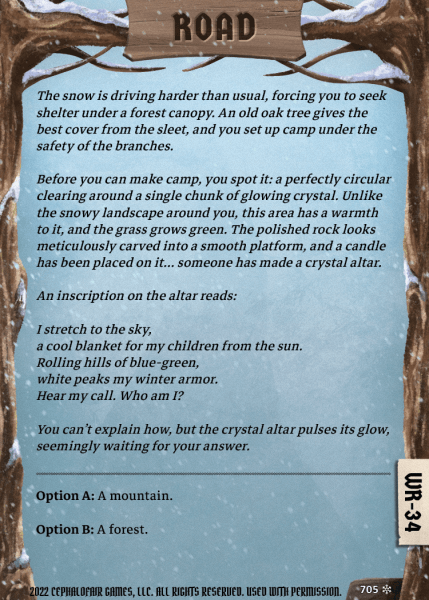 ROAD
The snow is driving harder than usual, forcing you to seek
shelter under a forest canopy. An old oak tree gives the
best cover from the sleet, and you set up camp under the
safety of the branches.
Before you can make camp, you spot it: a perfectly circular
clearing around a single chunk of glowing crystal. Unlike
the snowy landscape around you, this area has a warmth
to it, and the grass grows green. The polished rock looks
meticulously carved into a smooth platform, and a candle
has been placed on it... someone has made a crystal altar.
An inscription on the altar reads:
I stretch to the sky,
a cool blanket for my children from the sun.
Rolling hills of blue-green,
white peaks my winter armor.
Hear my call. Who am I?
You can't explain how, but the crystal altar pulses its glow,
seemingly waiting for your answer.
Option A: A mountain.
Option B: A forest.
WR-34
2022 CEPHALOFAIR GAMES, LLC. ALL RIGHTS RESERVED. USED WITH PERMISSION.
705